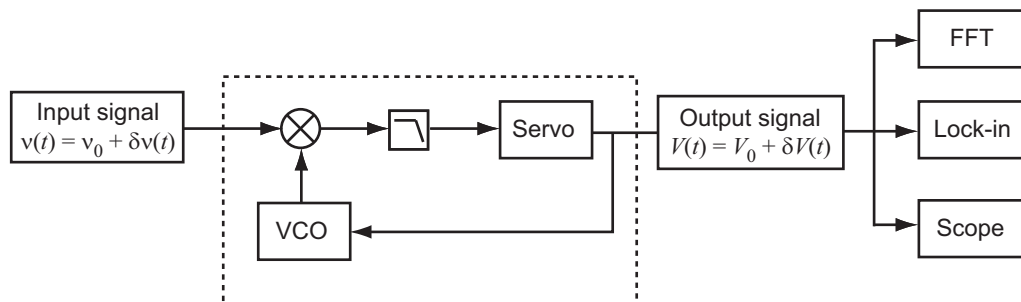 Input signal
ν(t) = ν₀ + δν(t)
Servo
VCO
Output signal
V(t) = V₀ + δV(t)
FFT
Lock-in
Scope